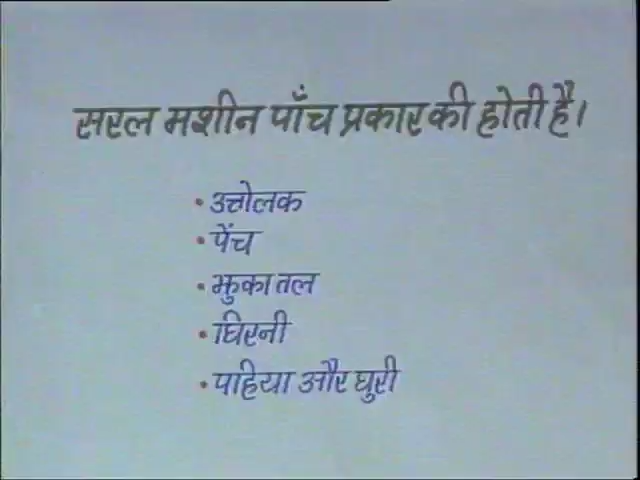 सरल मशीन पाँच प्रकार की होती है।
• उत्तोलक
• पेंच
• झुका तल
• घिरनी
• पहिया और धुरी